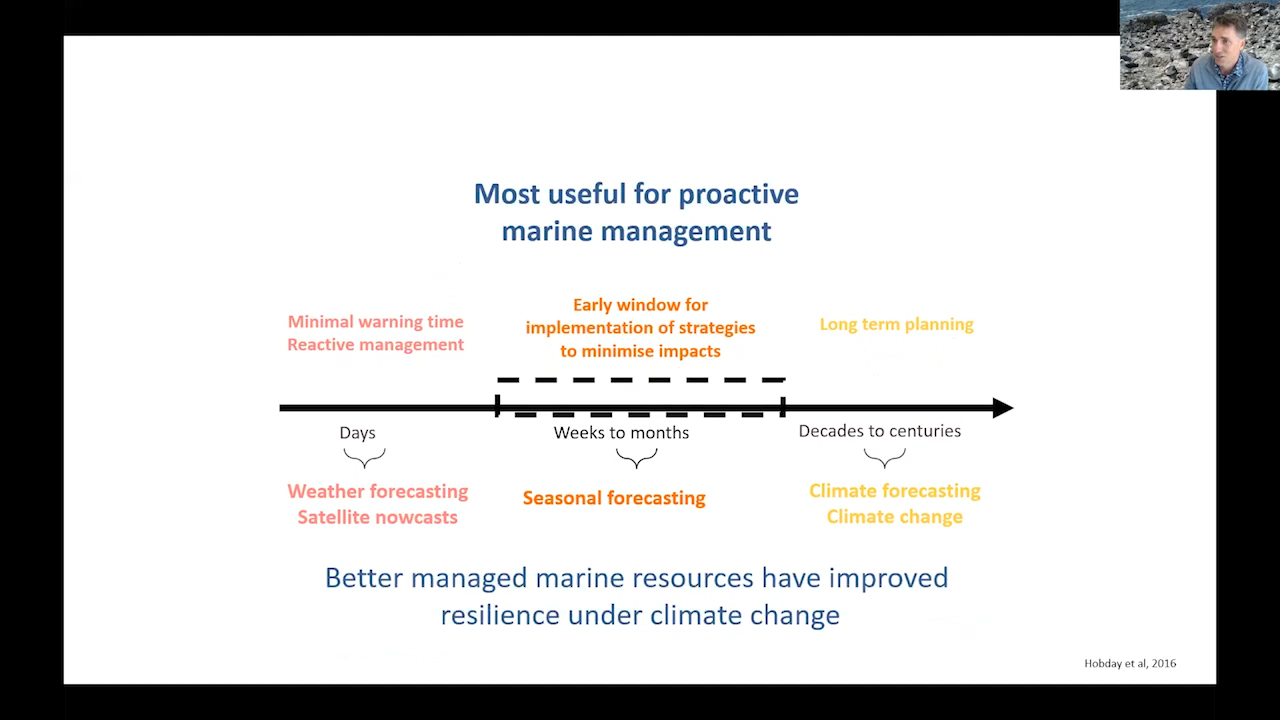 Most useful for proactive
marine management
Minimal warning time
Reactive management
Early window for
implementation of strategies
to minimise impacts
Long term planning
Days
Weeks to months
Decades to centuries
Weather forecasting
Satellite nowcasts
Seasonal forecasting
Climate forecasting
Climate change
Better managed marine resources have improved
resilience under climate change
Hobday et al, 2016